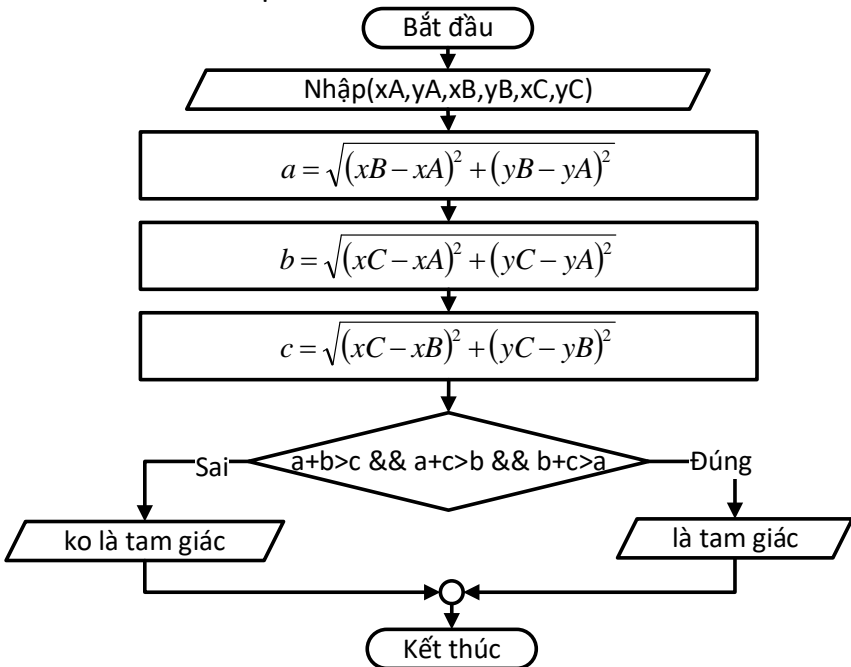 Bắt đầu
Nhập(xA,yA,xB,yB,xC,yC)
a = √((xB − xA)² + (yB − yA)²)
b = √((xC − xA)² + (yC − yA)²)
c = √((xC − xB)² + (yC − yB)²)
Sai
a+b>c && a+c>b && b+c>a
Đúng
ko là tam giác
là tam giác
Kết thúc